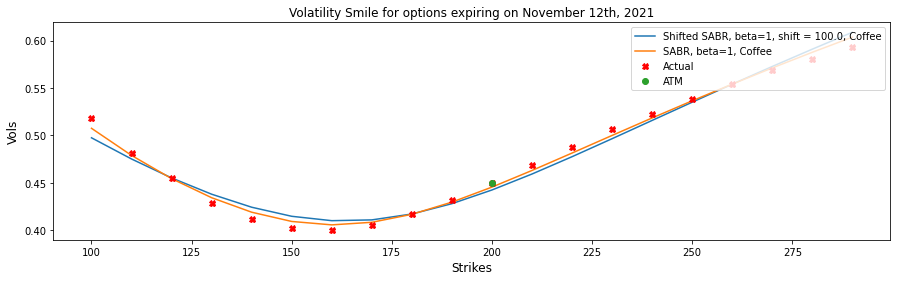 Volatility Smile for options expiring on November 12th, 2021
Shifted SABR, beta=1, shift = 100.0, Coffee
SABR, beta=1, Coffee
Actual
ATM
Vols
0.60
0.55
0.50
0.45
0.40
100
125
150
175
200
225
250
275
Strikes